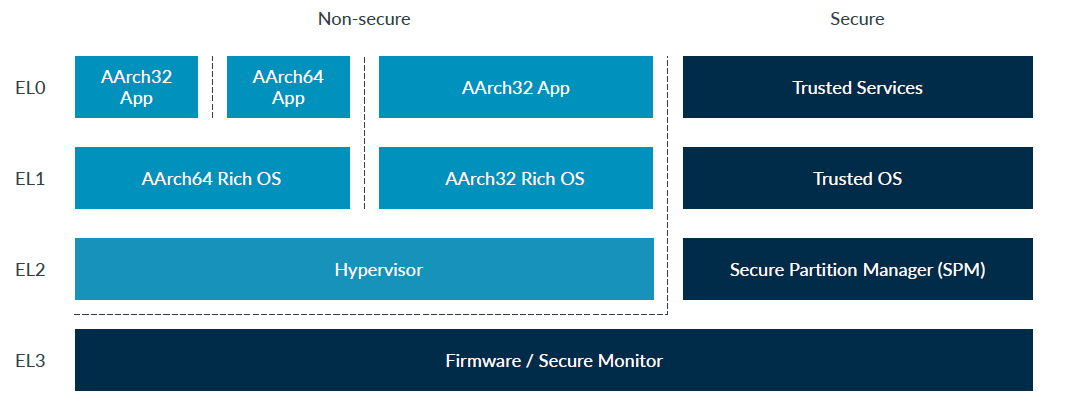 Non-secure
Secure
EL0
AArch32
App
AArch64
App
AArch32 App
Trusted Services
EL1
AArch64 Rich OS
AArch32 Rich OS
Trusted OS
EL2
Hypervisor
Secure Partition Manager (SPM)
EL3
Firmware / Secure Monitor